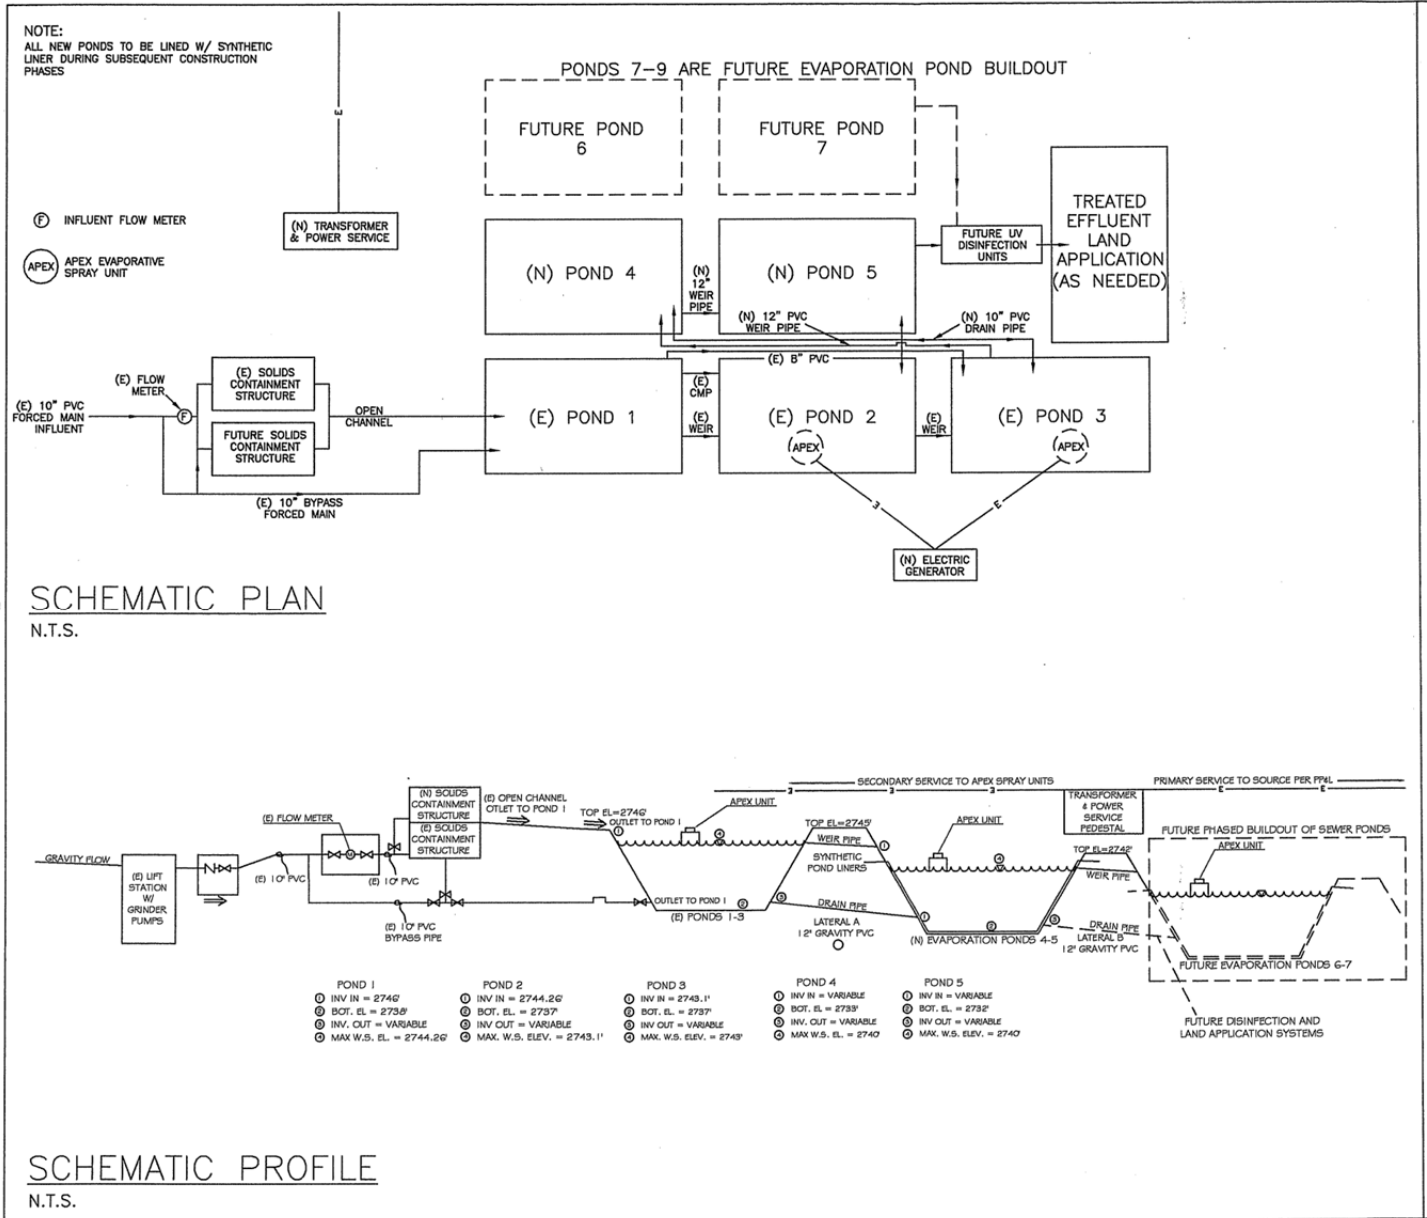 NOTE:
ALL NEW PONDS TO BE LINED W/ SYNTHETIC
LINER DURING SUBSEQUENT CONSTRUCTION
PHASES
E
PONDS 7-9 ARE FUTURE EVAPORATION POND BUILDOUT
FUTURE POND
6
FUTURE POND
7
F INFLUENT FLOW METER
APEX
APEX EVAPORATIVE
SPRAY UNIT
(N) TRANSFORMER
& POWER SERVICE
(N) POND 4
(N)
12"
WEIR
PIPE
(N) POND 5
FUTURE UV
DISINFECTION
UNITS
TREATED
EFFLUENT
LAND
APPLICATION
(AS NEEDED)
(N) 12" PVC
WEIR PIPE
(N) 10" PVC
DRAIN PIPE
(E) 8" PVC
(E) FLOW
METER
(E) 10" PVC
FORCED MAIN
INFLUENT
F
(E) SOLIDS
CONTAINMENT
STRUCTURE
FUTURE SOLIDS
CONTAINMENT
STRUCTURE
OPEN
CHANNEL
(E) 10" BYPASS
FORCED MAIN
(E) POND 1
(E)
CMP
(E)
WEIR
(E) POND 2
APEX
(E)
WEIR
(E) POND 3
APEX
E
E
(N) ELECTRIC
GENERATOR
SCHEMATIC PLAN
N.T.S.
SECONDARY SERVICE TO APEX SPRAY UNITS
PRIMARY SERVICE TO SOURCE PER PP&L
E
E
E
E
E
GRAVITY FLOW
(E) LIFT
STATION
W/
GRINDER
PUMPS
(E) 10" PVC
(E) FLOW METER
(E) 10" PVC
(E) 10" PVC
BYPASS PIPE
(N) SOLIDS
CONTAINMENT
STRUCTURE
(E) SOLIDS
CONTAINMENT
STRUCTURE
(E) OPEN CHANNEL
OTLET TO POND 1
TOP EL=2746'
OUTLET TO POND 1
APEX UNIT
OUTLET TO POND 1
(E) PONDS 1-3
TOP EL=2745'
WEIR PIPE
SYNTHETIC
POND LINERS
DRAIN PIPE
LATERAL A
12" GRAVITY PVC
APEX UNIT
(N) EVAPORATION PONDS 4-5
TRANSFORMER
& POWER
SERVICE
PEDESTAL
TOP EL=2742'
WEIR PIPE
DRAIN PIPE
LATERAL B
12" GRAVITY PVC
FUTURE PHASED BUILDOUT OF SEWER PONDS
APEX UNIT
FUTURE EVAPORATION PONDS 6-7
FUTURE DISINFECTION AND
LAND APPLICATION SYSTEMS
POND 1
1 INV IN = 2746'
2 BOT. EL = 2738'
3 INV. OUT = VARIABLE
4 MAX W.S. EL. = 2744.26'
POND 2
1 INV IN = 2744.26'
2 BOT. EL. = 2737'
3 INV OUT = VARIABLE
4 MAX. W.S. ELEV. = 2743.1'
POND 3
1 INV IN = 2743.1'
2 BOT. EL. = 2737'
3 INV OUT = VARIABLE
4 MAX. W.S. ELEV. = 2743'
POND 4
1 INV IN = VARIABLE
2 BOT. EL = 2733'
3 INV. OUT = VARIABLE
4 MAX W.S. EL. = 2740'
POND 5
1 INV IN = VARIABLE
2 BOT. EL. = 2732'
3 INV OUT = VARIABLE
4 MAX. W.S. ELEV. = 2740'
SCHEMATIC PROFILE
N.T.S.